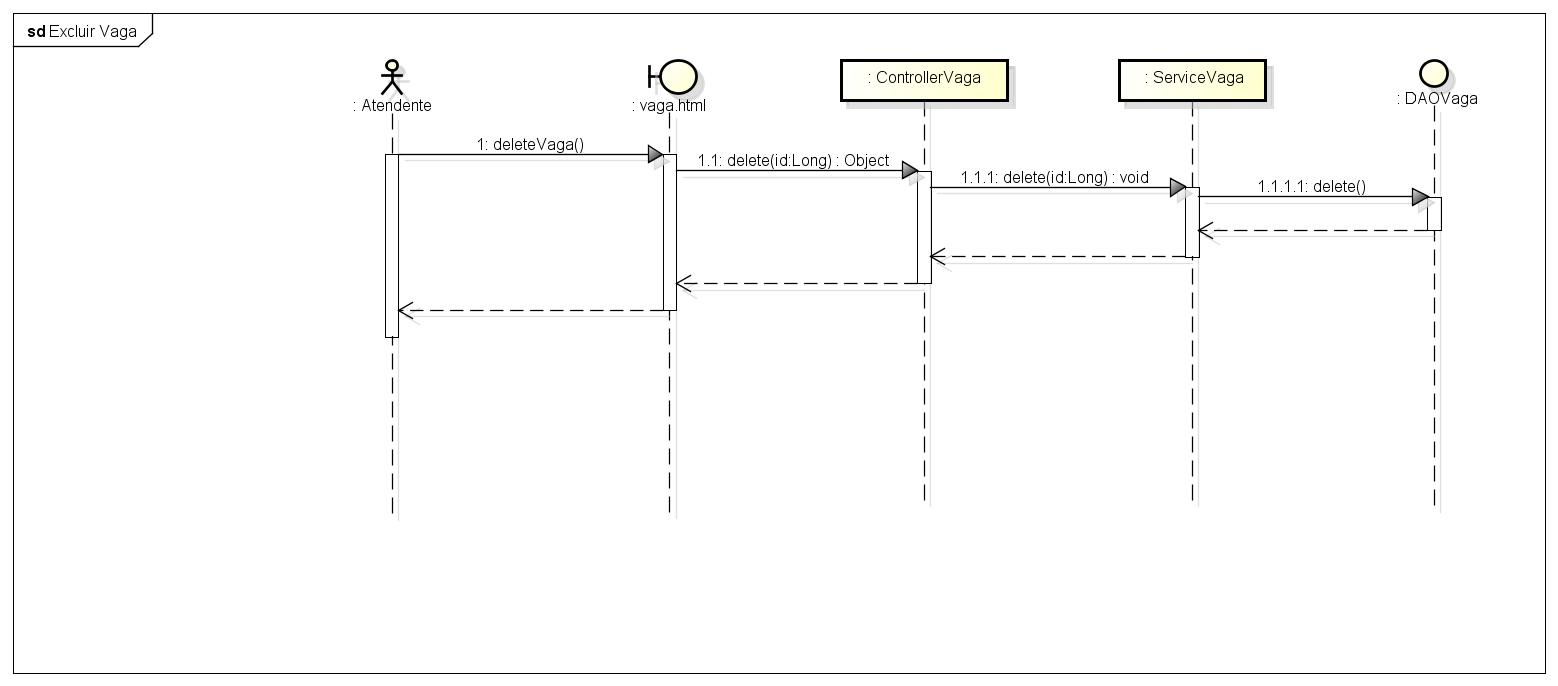 sd Excluir Vaga
: Atendente
: vaga.html
: ControllerVaga
: ServiceVaga
: DAOVaga
1: deleteVaga()
1.1: delete(id:Long) : Object
1.1.1: delete(id:Long) : void
1.1.1.1: delete()